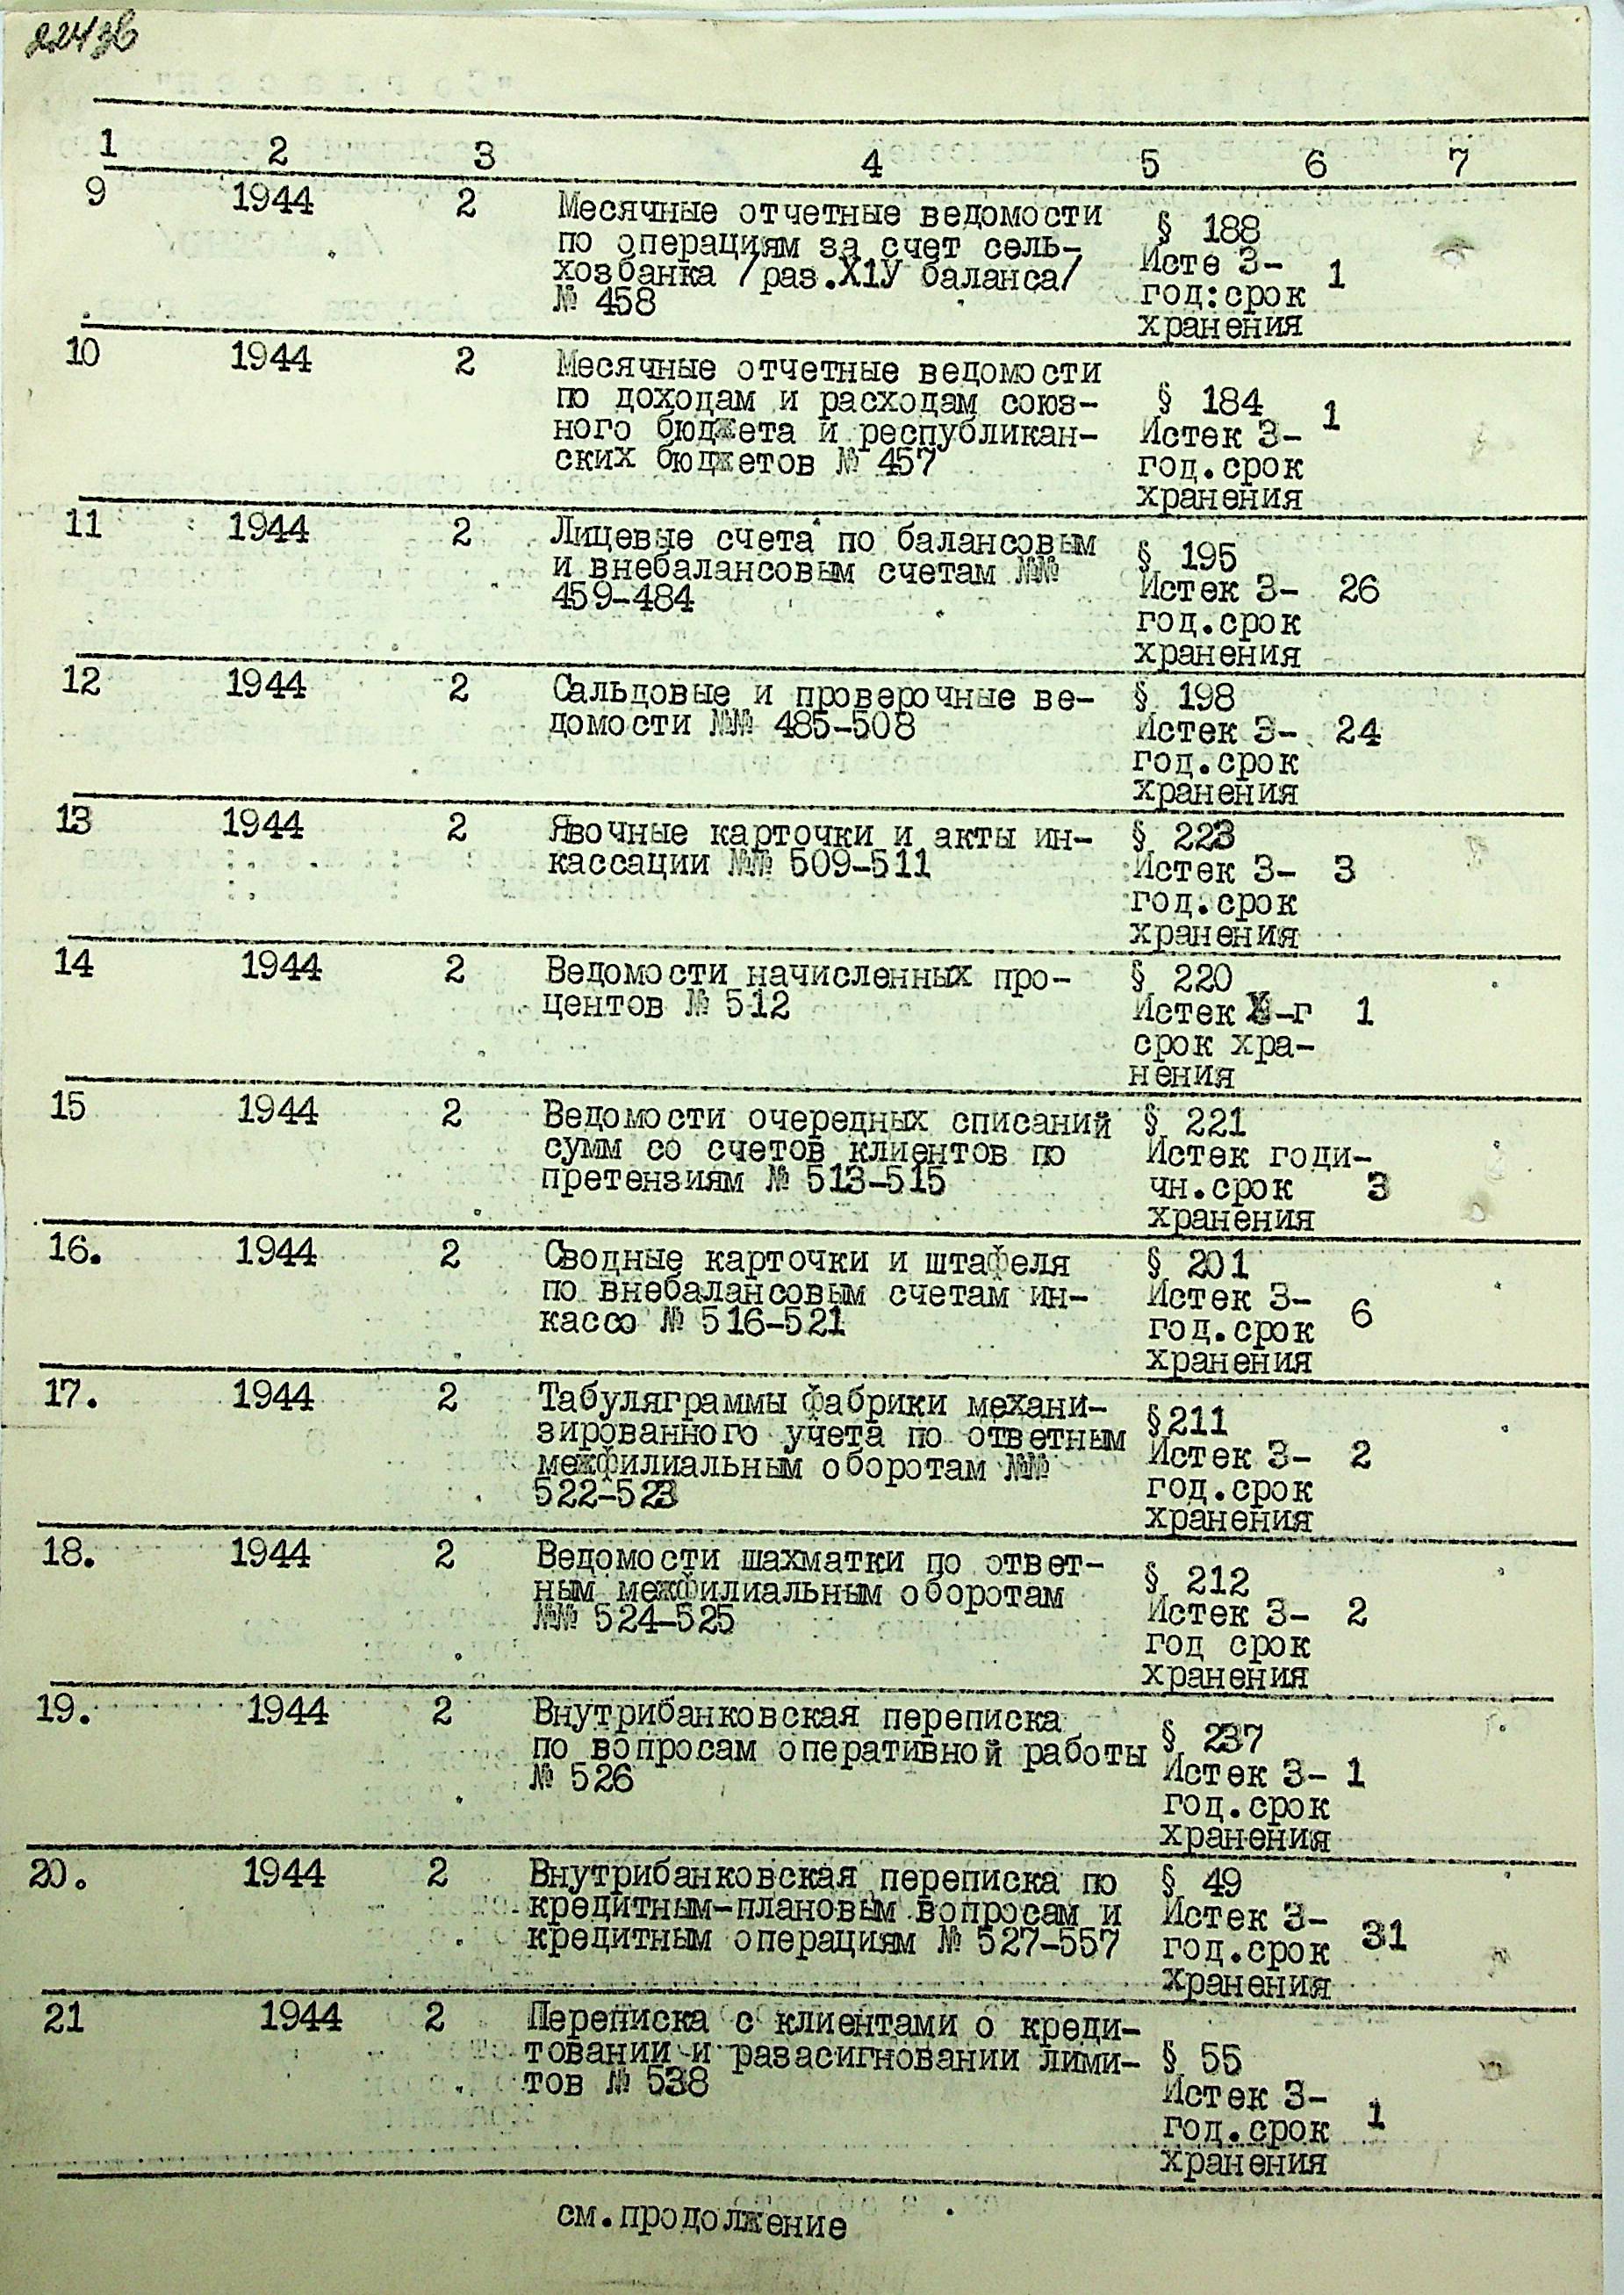 1 2 3 4 5 6 7
9 1944 2 Месячные отчетные ведомости § 188
по операциям за счет сель- Исте 3- 1
хозбанка /раз.Х1У баланса/ год:срок
№ 458 хранения
10 1944 2 Месячные отчетные ведомости
по доходам и расходам союз- § 184 1
ного бюджета и республикан- Истек 3-
ских бюджетов № 457 год.срок
хранения
11 1944 2 Лицевые счета по балансовым § 195
и внебалансовым счетам №№ Истек 3- 26
459-484 год.срок
хранения
12 1944 2 Сальдовые и проверочные ве- § 198
домости №№ 485-508 Истек 3- 24
год.срок
хранения
13 1944 2 Явочные карточки и акты ин- § 223
кассации №№ 509-511 Истек 3- 3
год.срок
хранения
14 1944 2 Ведомости начисленных про- § 220
центов № 512 Истек -г 1
срок хра-
нения
15 1944 2 Ведомости очередных списаний § 221
сумм со счетов клиентов по Истек годи-
претензиям № 513-515 чн.срок 3
хранения
16. 1944 2 Сводные карточки и штафеля § 201
по внебалансовым счетам ин- Истек 3- 6
кассо № 516-521 год.срок
хранения
17. 1944 2 Табуляграммы фабрики механи- §211
зированного учета по ответным Истек 3- 2
межфилиальным оборотам №№ год.срок
522-523 хранения
18. 1944 2 Ведомости шахматки по ответ- § 212
ным межфилиальным оборотам Истек 3- 2
№№ 524-525 год срок
хранения
19. 1944 2 Внутрибанковская переписка § 237
по вопросам оперативной работы Истек 3- 1
№ 526 год.срок
хранения
20. 1944 2 Внутрибанковская переписка по § 49
кредитным-плановым вопросам и Истек 3- 31
кредитным операциям № 527-557 год.срок
хранения
21 1944 2 Переписка с клиентами о креди-
товании и разасигновании лими- § 55
тов № 538 Истек 3- 1
год.срок
хранения
см.продолжение